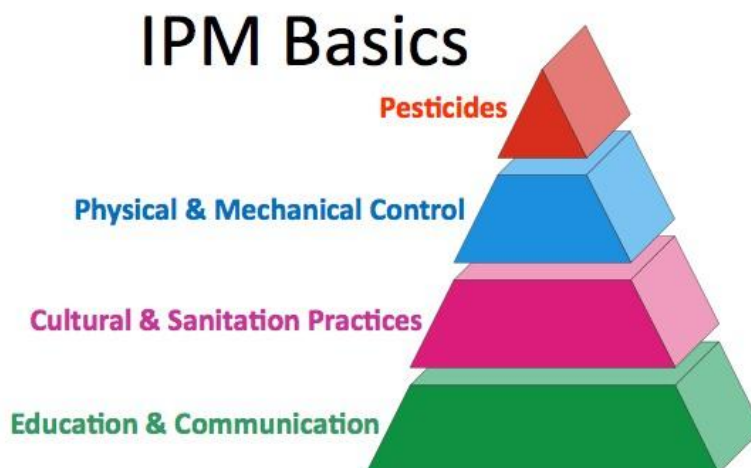 IPM Basics
Pesticides
Physical & Mechanical Control
Cultural & Sanitation Practices
Education & Communication